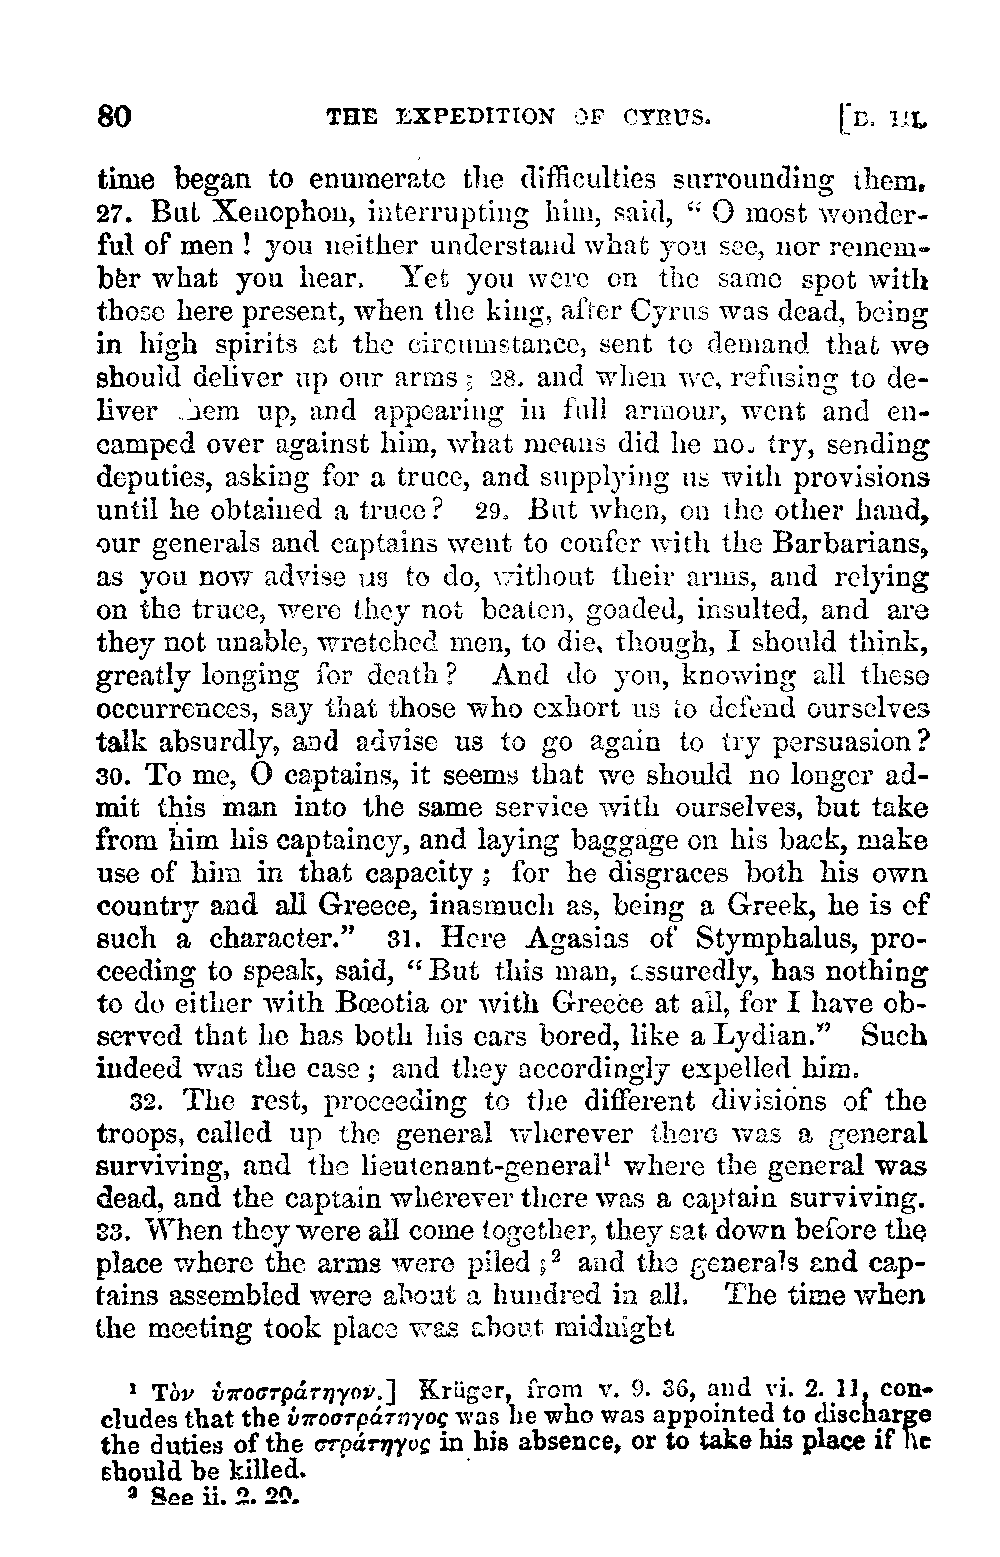 80 THE EXPEDITION OF CYRUS. [B. III.
time began to enumerate the difficulties surrounding them.
27. But Xenophon, interrupting him, said, “O most wonder-
ful of men! you neither understand what you see, nor remem-
ber what you hear. Yet you were on the same spot with
those here present, when the king, after Cyrus was dead, being
in high spirits at the circumstance, sent to demand that we
should deliver up our arms; 28. and when we, refusing to de-
liver them up, and appearing in full armour, went and en-
camped over against him, what means did he not try, sending
deputies, asking for a truce, and supplying us with provisions
until he obtained a truce? 29. But when, on the other hand,
our generals and captains went to confer with the Barbarians,
as you now advise us to do, without their arms, and relying
on the truce, were they not beaten, goaded, insulted, and are
they not unable, wretched men, to die, though, I should think,
greatly longing for death? And do you, knowing all these
occurrences, say that those who exhort us to defend ourselves
talk absurdly, and advise us to go again to try persuasion?
30. To me, O captains, it seems that we should no longer ad-
mit this man into the same service with ourselves, but take
from him his captaincy, and laying baggage on his back, make
use of him in that capacity; for he disgraces both his own
country and all Greece, inasmuch as, being a Greek, he is of
such a character.” 31. Here Agasias of Stymphalus, pro-
ceeding to speak, said, “But this man, assuredly, has nothing
to do either with Bœotia or with Greece at all, for I have ob-
served that he has both his ears bored, like a Lydian.” Such
indeed was the case; and they accordingly expelled him.
32. The rest, proceeding to the different divisions of the
troops, called up the general wherever there was a general
surviving, and the lieutenant-general¹ where the general was
dead, and the captain wherever there was a captain surviving.
33. When they were all come together, they sat down before the
place where the arms were piled;² and the generals and cap-
tains assembled were about a hundred in all. The time when
the meeting took place was about midnight
¹ Τὸν ὑποστράτηγον.] Krüger, from v. 9. 36, and vi. 2. 11, con-
cludes that the ὑποστράτηγος was he who was appointed to discharge
the duties of the στράτηγος in his absence, or to take his place if he
should be killed.
² See ii. 2. 20.